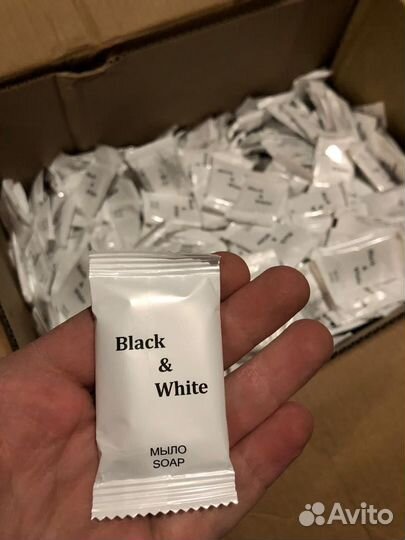 Black
&
White
МЫЛО
SOAP
Avito